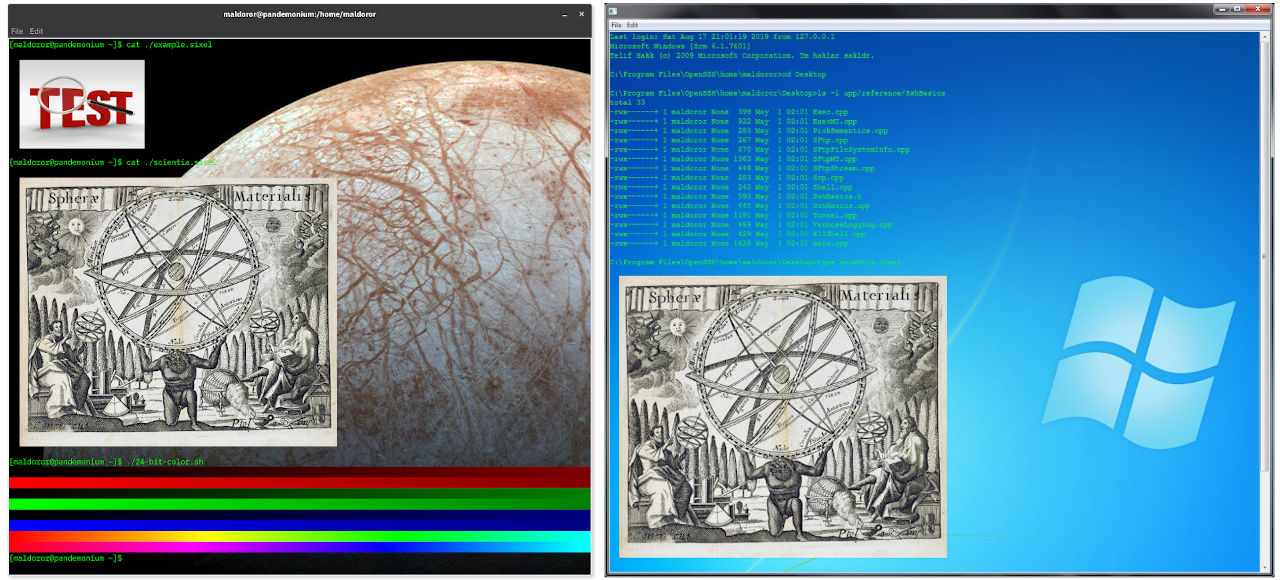 maldoror@pandemonium:/home/maldoror
File Edit
[maldoror@pandemonium ~]$ cat ./example.sixel
TEST
[maldoror@pandemonium ~]$ cat ./scientia.sixel
Spheræ Materialis
[maldoror@pandemonium ~]$ ./24-bit-color.sh
[maldoror@pandemonium ~]$
File Edit
Last login: Sat Aug 17 21:01:19 2019 from 127.0.0.1
Microsoft Windows [Srm 6.1.7601]
Telif Hakk (c) 2009 Microsoft Corporation. Tm haklar sakldr.
C:\Program Files\OpenSSH\home\maldoror>cd Desktop
C:\Program Files\OpenSSH\home\maldoror\Desktop>ls -l upp/reference/SshBasics
total 33
-rwx------+ 1 maldoror None 399 May 1 02:01 Exec.cpp
-rwx------+ 1 maldoror None 922 May 1 02:01 ExecMT.cpp
-rwx------+ 1 maldoror None 283 May 1 02:01 PickSemantics.cpp
-rwx------+ 1 maldoror None 267 May 1 02:01 SFtp.cpp
-rwx------+ 1 maldoror None 870 May 1 02:01 SFtpFileSystemInfo.cpp
-rwx------+ 1 maldoror None 1363 May 1 02:01 SFtpMT.cpp
-rwx------+ 1 maldoror None 449 May 1 02:01 SFtpStream.cpp
-rwx------+ 1 maldoror None 283 May 1 02:01 Scp.cpp
-rwx------+ 1 maldoror None 243 May 1 02:01 Shell.cpp
-rwx------+ 1 maldoror None 593 May 1 02:01 SshBasics.h
-rwx------+ 1 maldoror None 445 May 1 02:01 SshBasics.upp
-rwx------+ 1 maldoror None 1191 May 1 02:01 Tunnel.cpp
-rwx------+ 1 maldoror None 469 May 1 02:01 VerboseLogging.cpp
-rwx------+ 1 maldoror None 429 May 1 02:01 X11Shell.cpp
-rwx------+ 1 maldoror None 1628 May 1 02:01 main.cpp
C:\Program Files\OpenSSH\home\maldoror\Desktop>type scientia.sixel
Spheræ Materialis